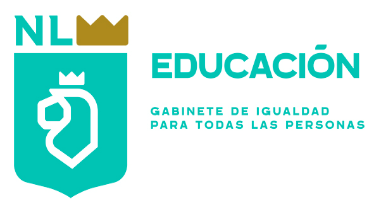 NL
EDUCACIÓN
GABINETE DE IGUALDAD
PARA TODAS LAS PERSONAS